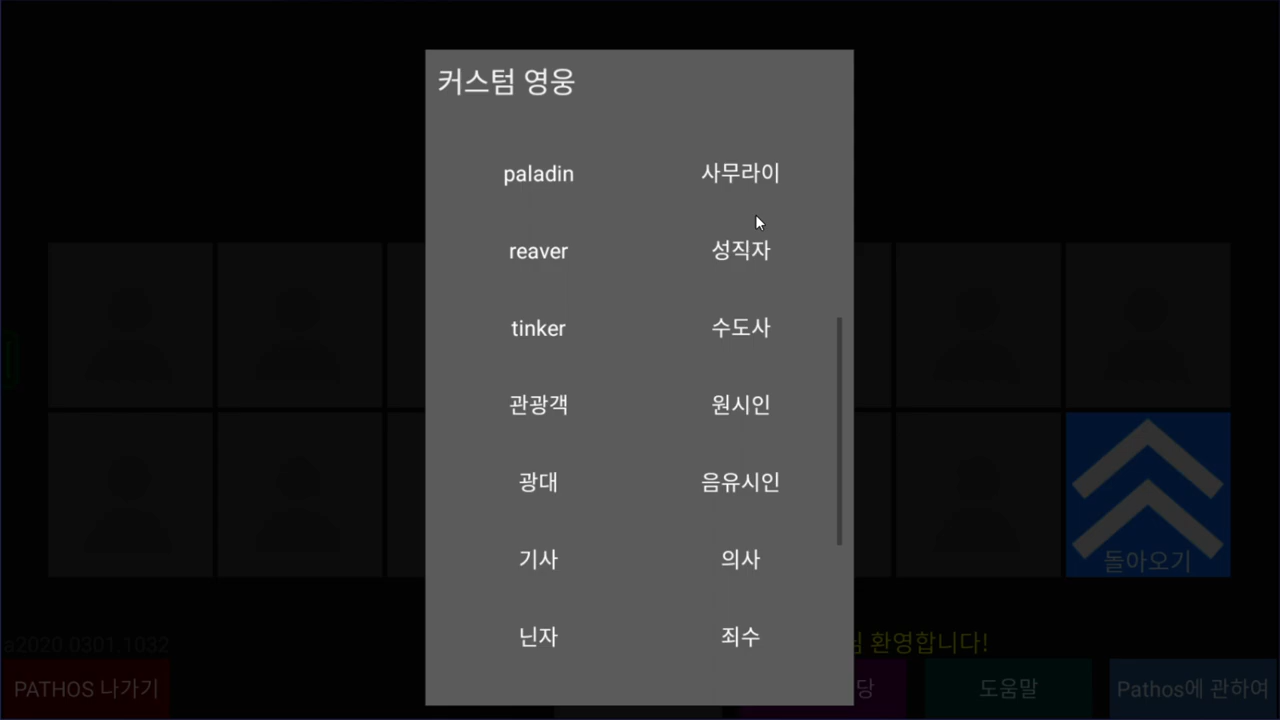 커스텀 영웅
paladin 사무라이
reaver 성직자
tinker 수도사
관광객 원시인
광대 음유시인
기사 의사
닌자 죄수
돌아오기
a2020.0301.1032
환영합니다!
PATHOS 나가기
당
도움말
Pathos에 관하여